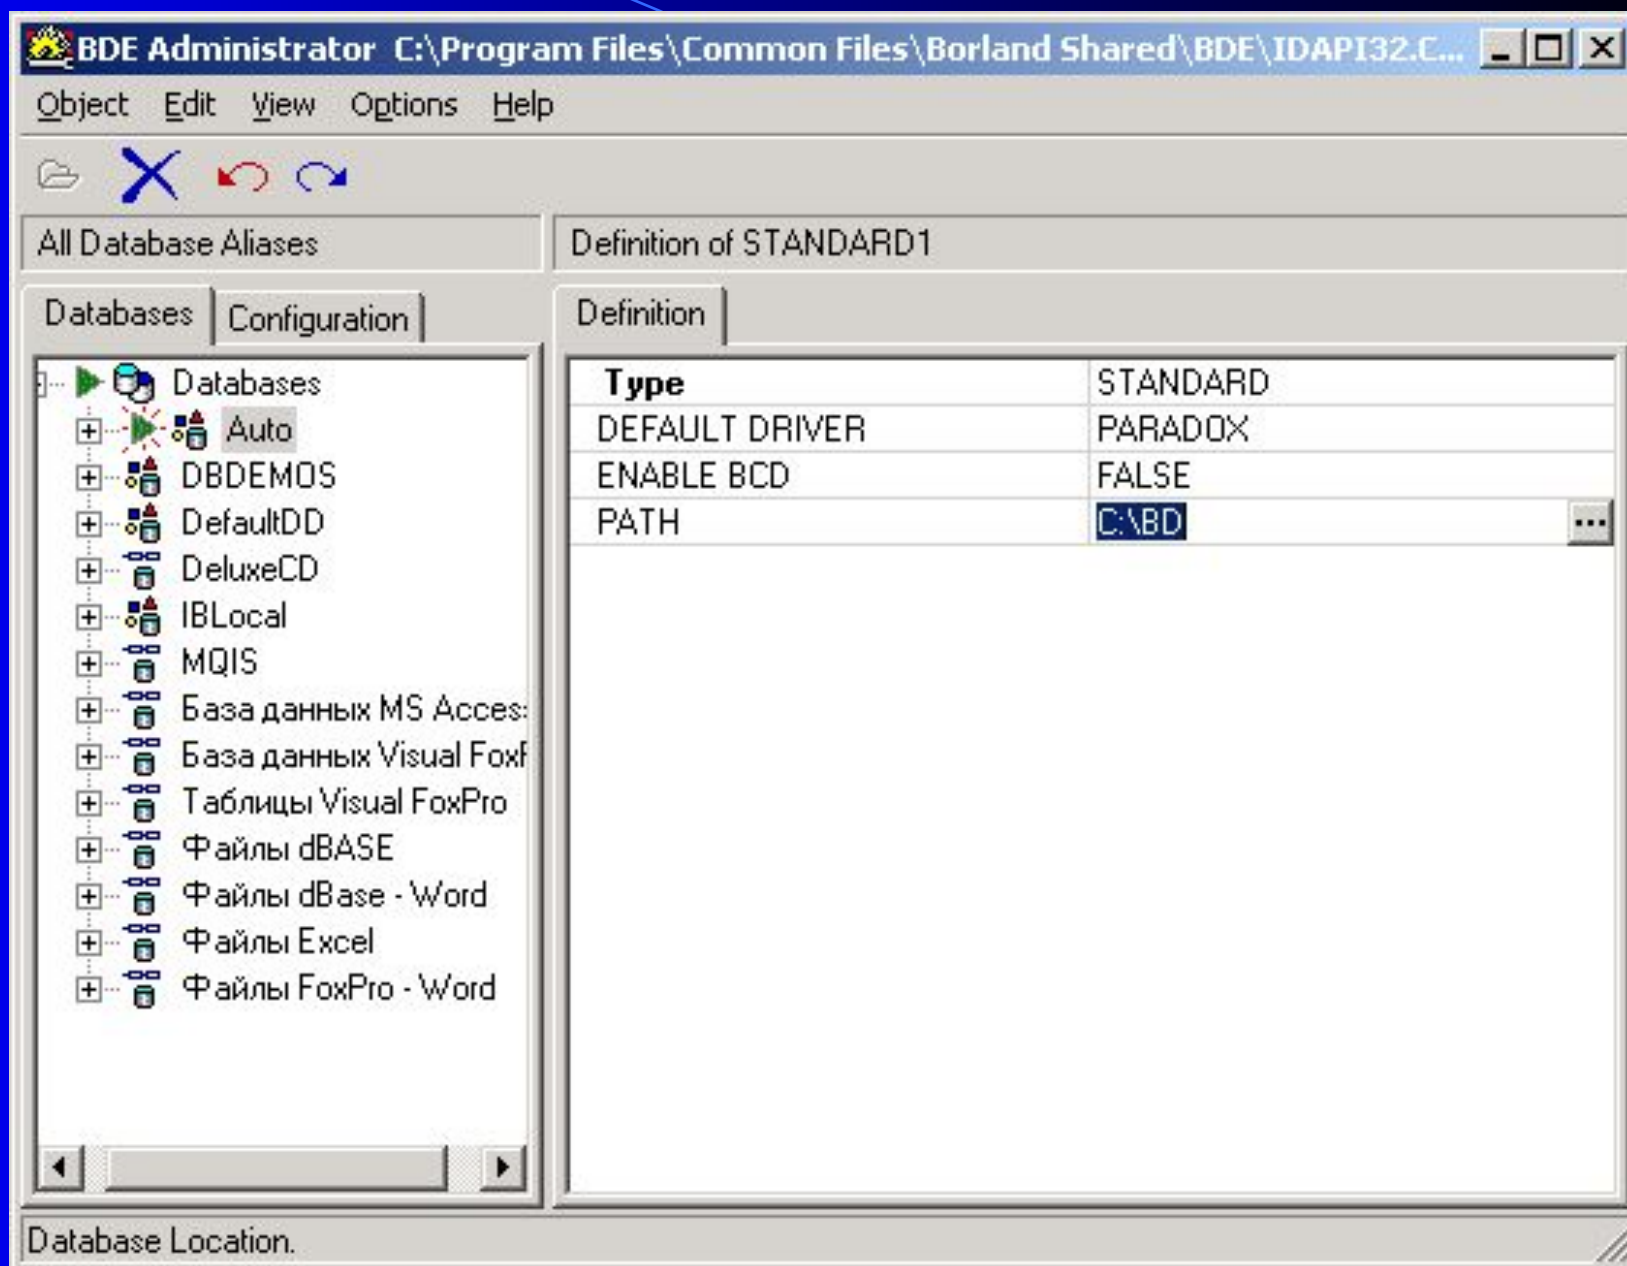 BDE Administrator C:\Program Files\Common Files\Borland Shared\BDE\IDAPI32.C...
Object Edit View Options Help
All Database Aliases
Definition of STANDARD1
Databases Configuration
Definition
Databases
Auto
DBDEMOS
DefaultDD
DeluxeCD
IBLocal
MQIS
База данных MS Acces
База данных Visual Fox
Таблицы Visual FoxPro
Файлы dBASE
Файлы dBase - Word
Файлы Excel
Файлы FoxPro - Word
Type STANDARD
DEFAULT DRIVER PARADOX
ENABLE BCD FALSE
PATH C:\BD ...
Database Location.